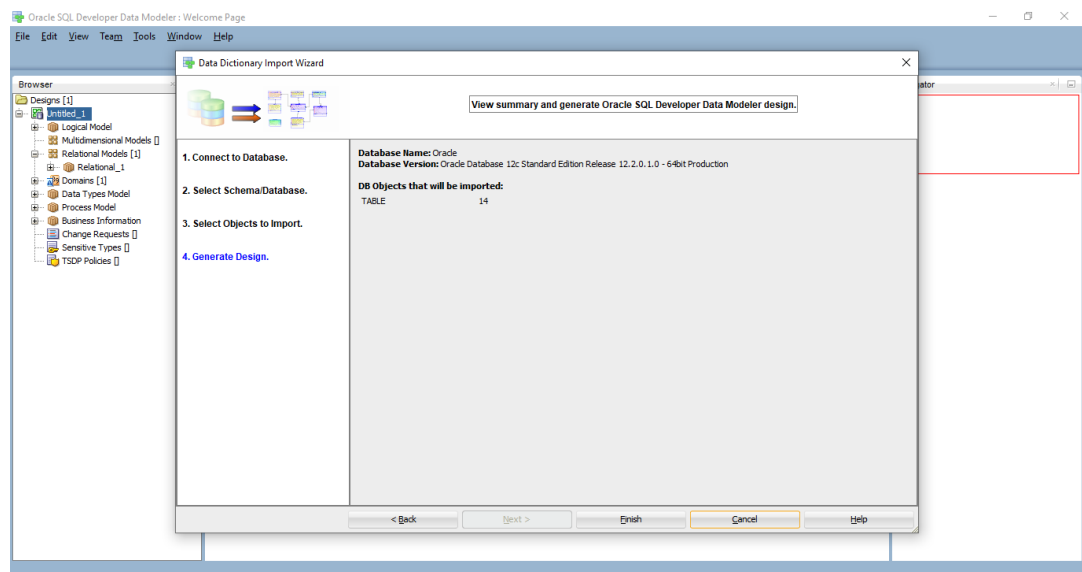 Oracle SQL Developer Data Modeler : Welcome Page
File Edit View Team Tools Window Help
Data Dictionary Import Wizard
Browser
ator
Designs [1]
Untitled_1
Logical Model
Multidimensional Models []
Relational Models [1]
Relational_1
Domains [1]
Data Types Model
Process Model
Business Information
Change Requests []
Sensitive Types []
TSDP Policies []
View summary and generate Oracle SQL Developer Data Modeler design.
1. Connect to Database.
2. Select Schema/Database.
3. Select Objects to Import.
4. Generate Design.
Database Name: Oracle
Database Version: Oracle Database 12c Standard Edition Release 12.2.0.1.0 - 64bit Production
DB Objects that will be imported:
TABLE 14
< Back Next > Finish Cancel Help